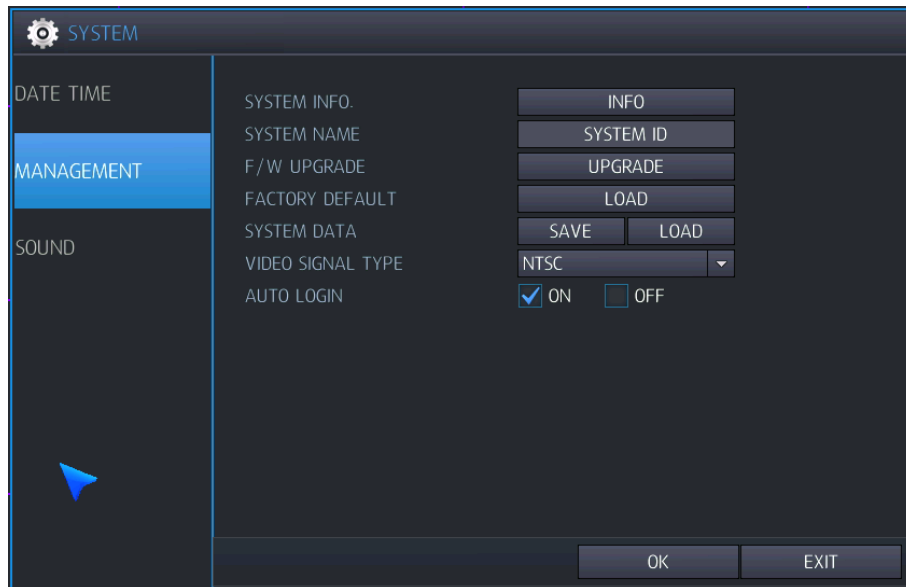 SYSTEM
DATE TIME
MANAGEMENT
SOUND
SYSTEM INFO. INFO
SYSTEM NAME SYSTEM ID
F/W UPGRADE UPGRADE
FACTORY DEFAULT LOAD
SYSTEM DATA SAVE LOAD
VIDEO SIGNAL TYPE NTSC
AUTO LOGIN ON OFF
OK EXIT